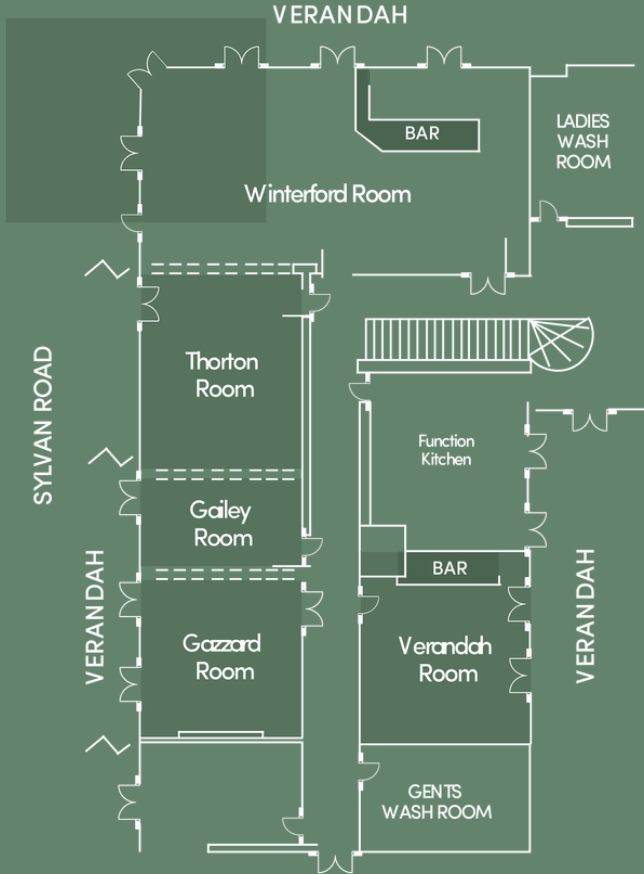 VERANDAH
BAR
LADIES
WASH
ROOM
Winterford Room
Thorton
Room
SYLVAN ROAD
Function
Kitchen
Gailey
Room
VERANDAH
BAR
VERANDAH
Gazzard
Room
Verandah
Room
GENTS
WASH ROOM